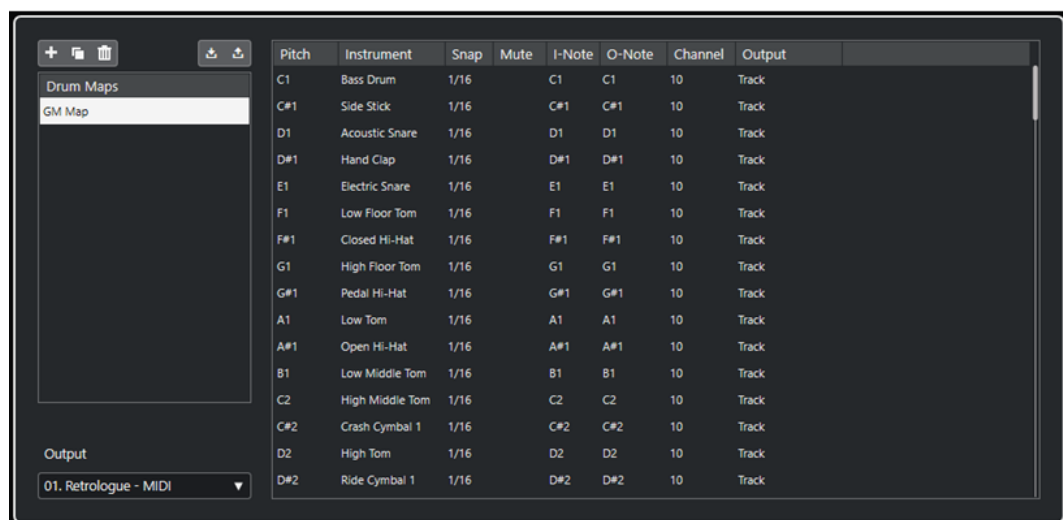 Drum Maps
GM Map
Output
01. Retrologue - MIDI
Pitch Instrument Snap Mute I-Note O-Note Channel Output
C1 Bass Drum 1/16 C1 C1 10 Track
C#1 Side Stick 1/16 C#1 C#1 10 Track
D1 Acoustic Snare 1/16 D1 D1 10 Track
D#1 Hand Clap 1/16 D#1 D#1 10 Track
E1 Electric Snare 1/16 E1 E1 10 Track
F1 Low Floor Tom 1/16 F1 F1 10 Track
F#1 Closed Hi-Hat 1/16 F#1 F#1 10 Track
G1 High Floor Tom 1/16 G1 G1 10 Track
G#1 Pedal Hi-Hat 1/16 G#1 G#1 10 Track
A1 Low Tom 1/16 A1 A1 10 Track
A#1 Open Hi-Hat 1/16 A#1 A#1 10 Track
B1 Low Middle Tom 1/16 B1 B1 10 Track
C2 High Middle Tom 1/16 C2 C2 10 Track
C#2 Crash Cymbal 1 1/16 C#2 C#2 10 Track
D2 High Tom 1/16 D2 D2 10 Track
D#2 Ride Cymbal 1 1/16 D#2 D#2 10 Track